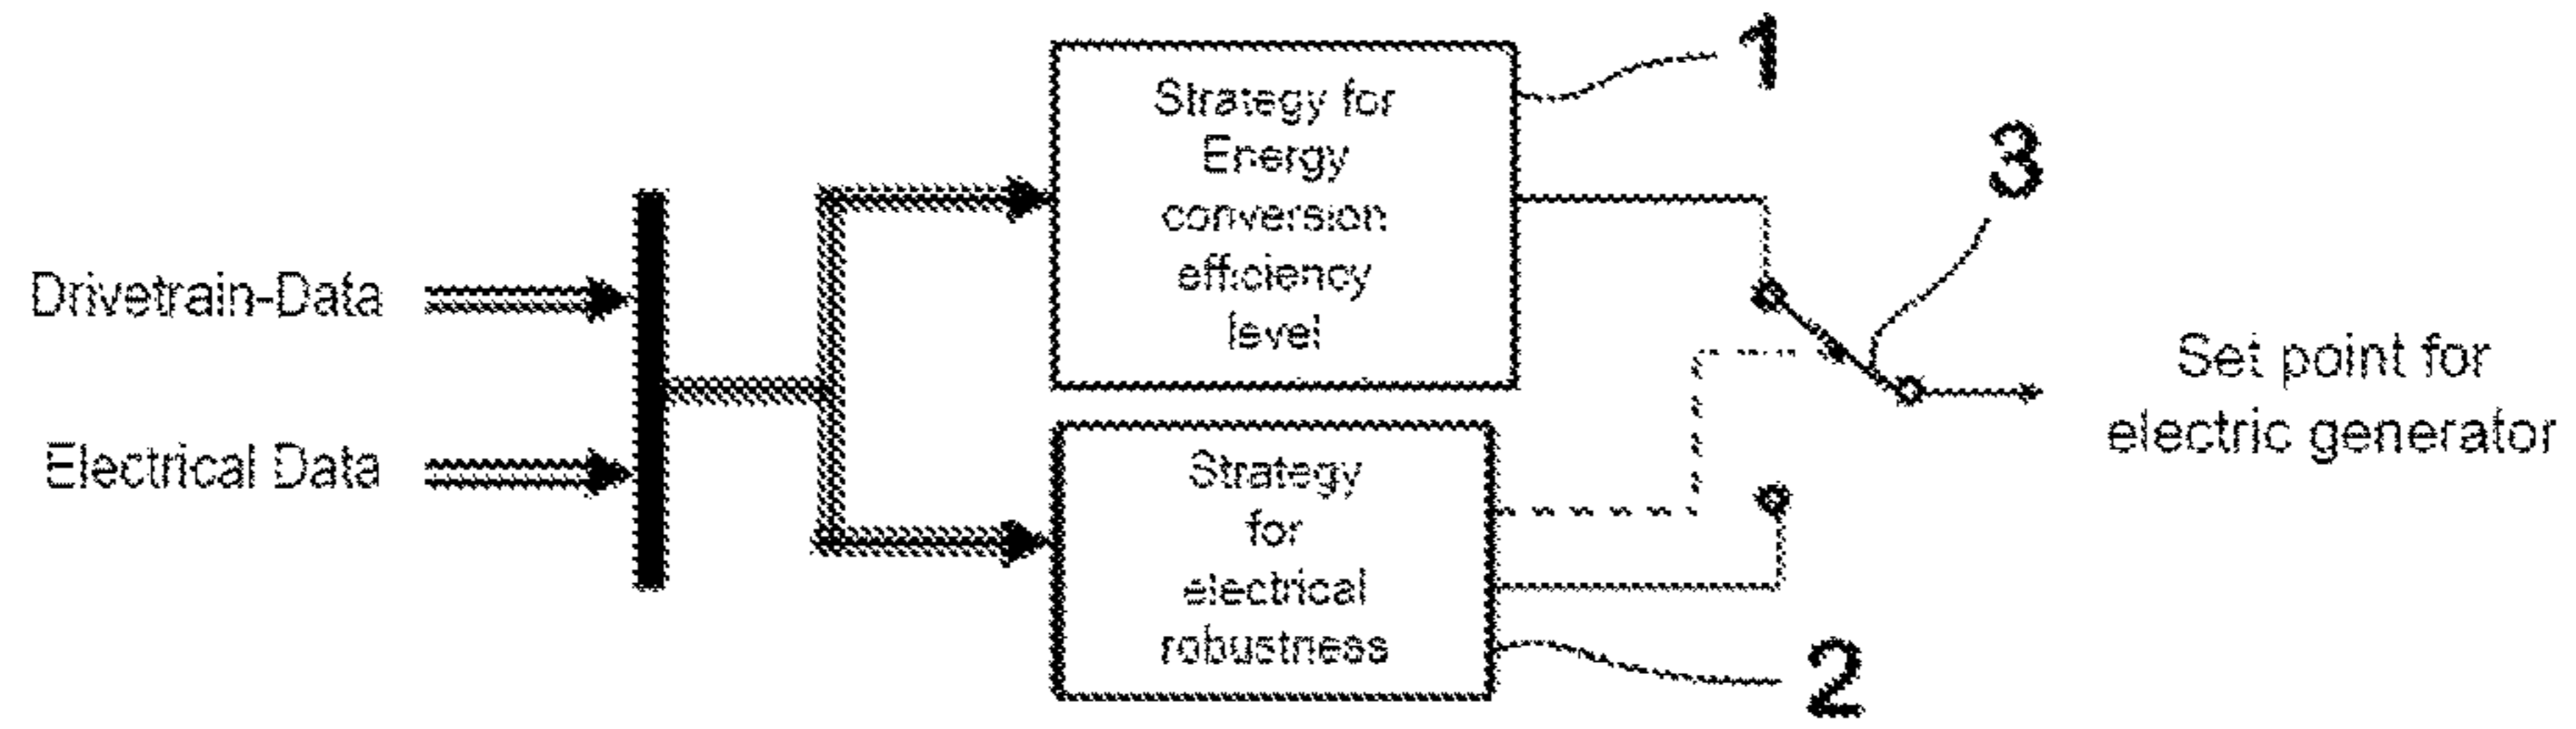 Drivetrain-Data
Electrical Data
Strategy for
Energy
conversion
efficiency
level
1
Strategy
for
electrical
robustness
2
3
Set point for
electric generator